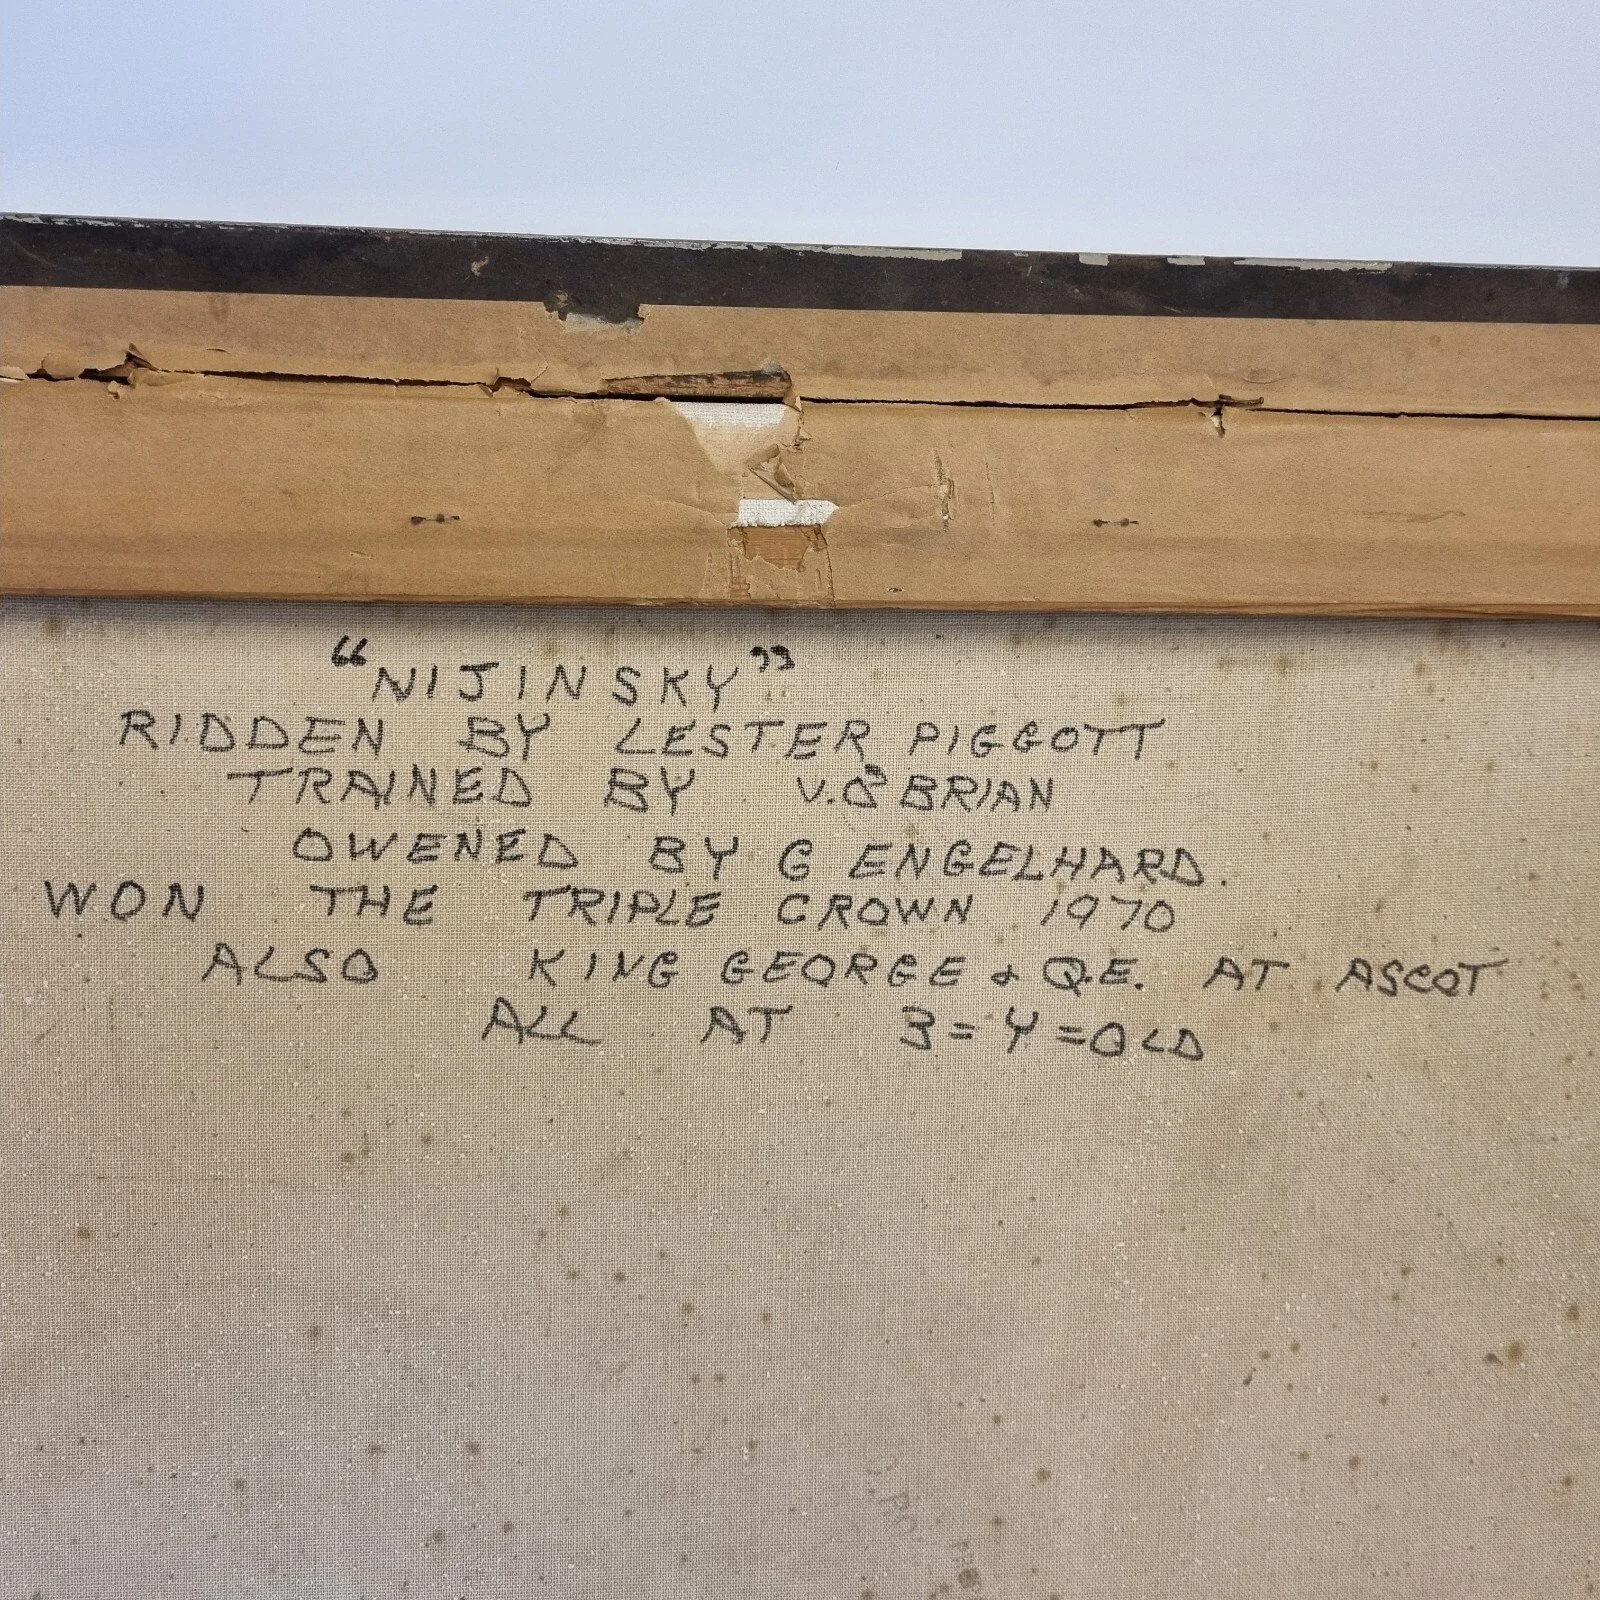 “NIJINSKY”
RIDDEN BY LESTER PIGGOTT
TRAINED BY V.O'BRIAN
OWENED BY G ENGELHARD.
WON THE TRIPLE CROWN 1970
ALSO KING GEORGE & Q.E. AT ASCOT
ALL AT 3=Y=OLD